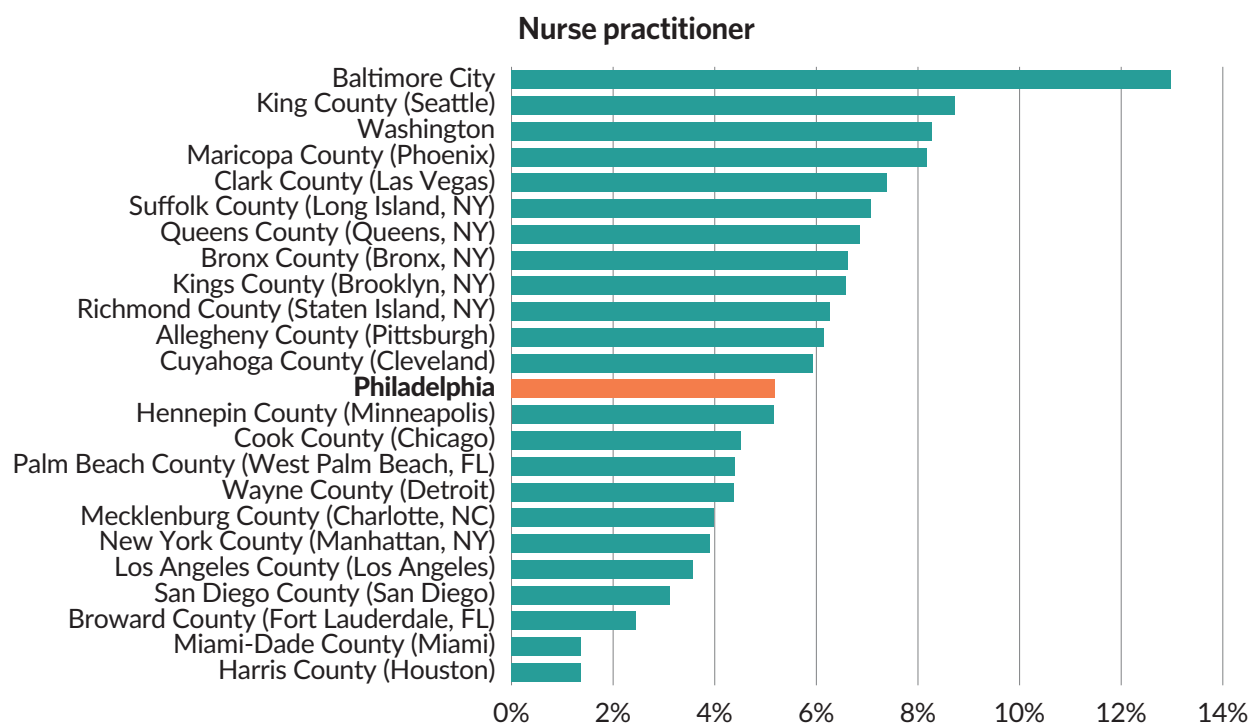 Nurse practitioner
Baltimore City
King County (Seattle)
Washington
Maricopa County (Phoenix)
Clark County (Las Vegas)
Suffolk County (Long Island, NY)
Queens County (Queens, NY)
Bronx County (Bronx, NY)
Kings County (Brooklyn, NY)
Richmond County (Staten Island, NY)
Allegheny County (Pittsburgh)
Cuyahoga County (Cleveland)
Philadelphia
Hennepin County (Minneapolis)
Cook County (Chicago)
Palm Beach County (West Palm Beach, FL)
Wayne County (Detroit)
Mecklenburg County (Charlotte, NC)
New York County (Manhattan, NY)
Los Angeles County (Los Angeles)
San Diego County (San Diego)
Broward County (Fort Lauderdale, FL)
Miami-Dade County (Miami)
Harris County (Houston)
0% 2% 4% 6% 8% 10% 12% 14%